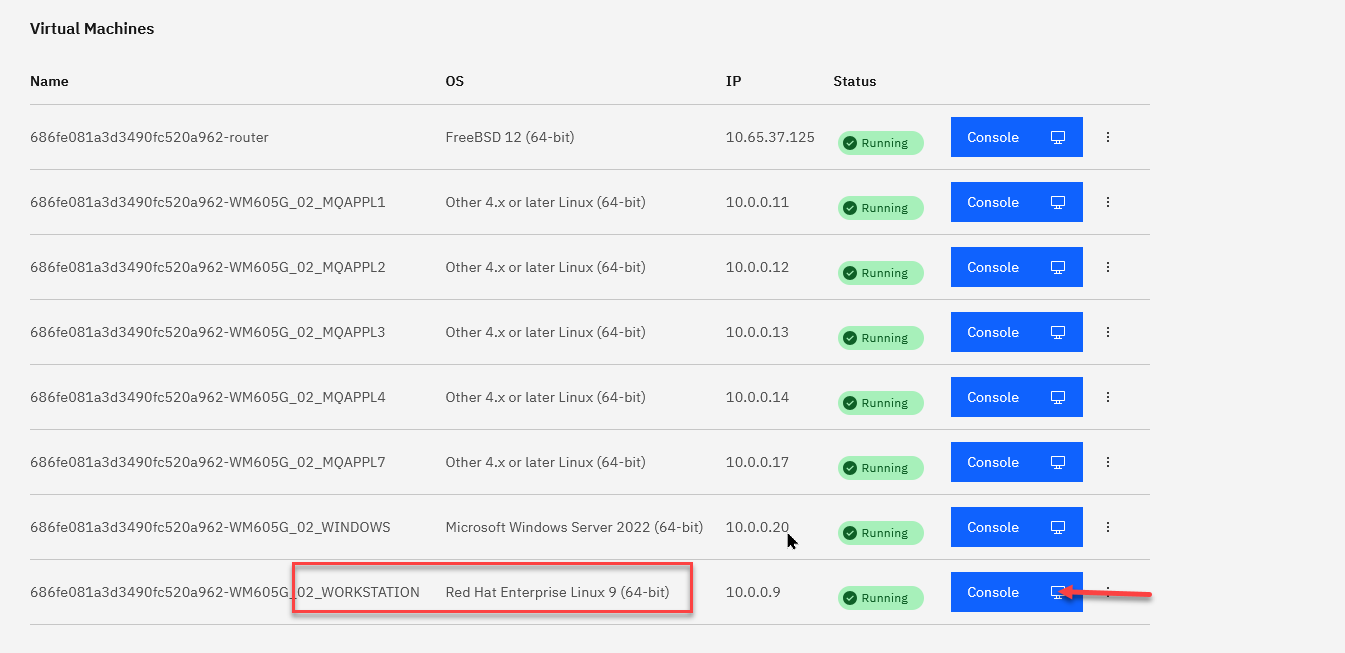 Virtual Machines
Name OS IP Status
686fe081a3d3490fc520a962-router FreeBSD 12 (64-bit) 10.65.37.125 Running Console
686fe081a3d3490fc520a962-WM605G_02_MQAPPL1 Other 4.x or later Linux (64-bit) 10.0.0.11 Running Console
686fe081a3d3490fc520a962-WM605G_02_MQAPPL2 Other 4.x or later Linux (64-bit) 10.0.0.12 Running Console
686fe081a3d3490fc520a962-WM605G_02_MQAPPL3 Other 4.x or later Linux (64-bit) 10.0.0.13 Running Console
686fe081a3d3490fc520a962-WM605G_02_MQAPPL4 Other 4.x or later Linux (64-bit) 10.0.0.14 Running Console
686fe081a3d3490fc520a962-WM605G_02_MQAPPL7 Other 4.x or later Linux (64-bit) 10.0.0.17 Running Console
686fe081a3d3490fc520a962-WM605G_02_WINDOWS Microsoft Windows Server 2022 (64-bit) 10.0.0.20 Running Console
686fe081a3d3490fc520a962-WM605G_02_WORKSTATION Red Hat Enterprise Linux 9 (64-bit) 10.0.0.9 Running Console